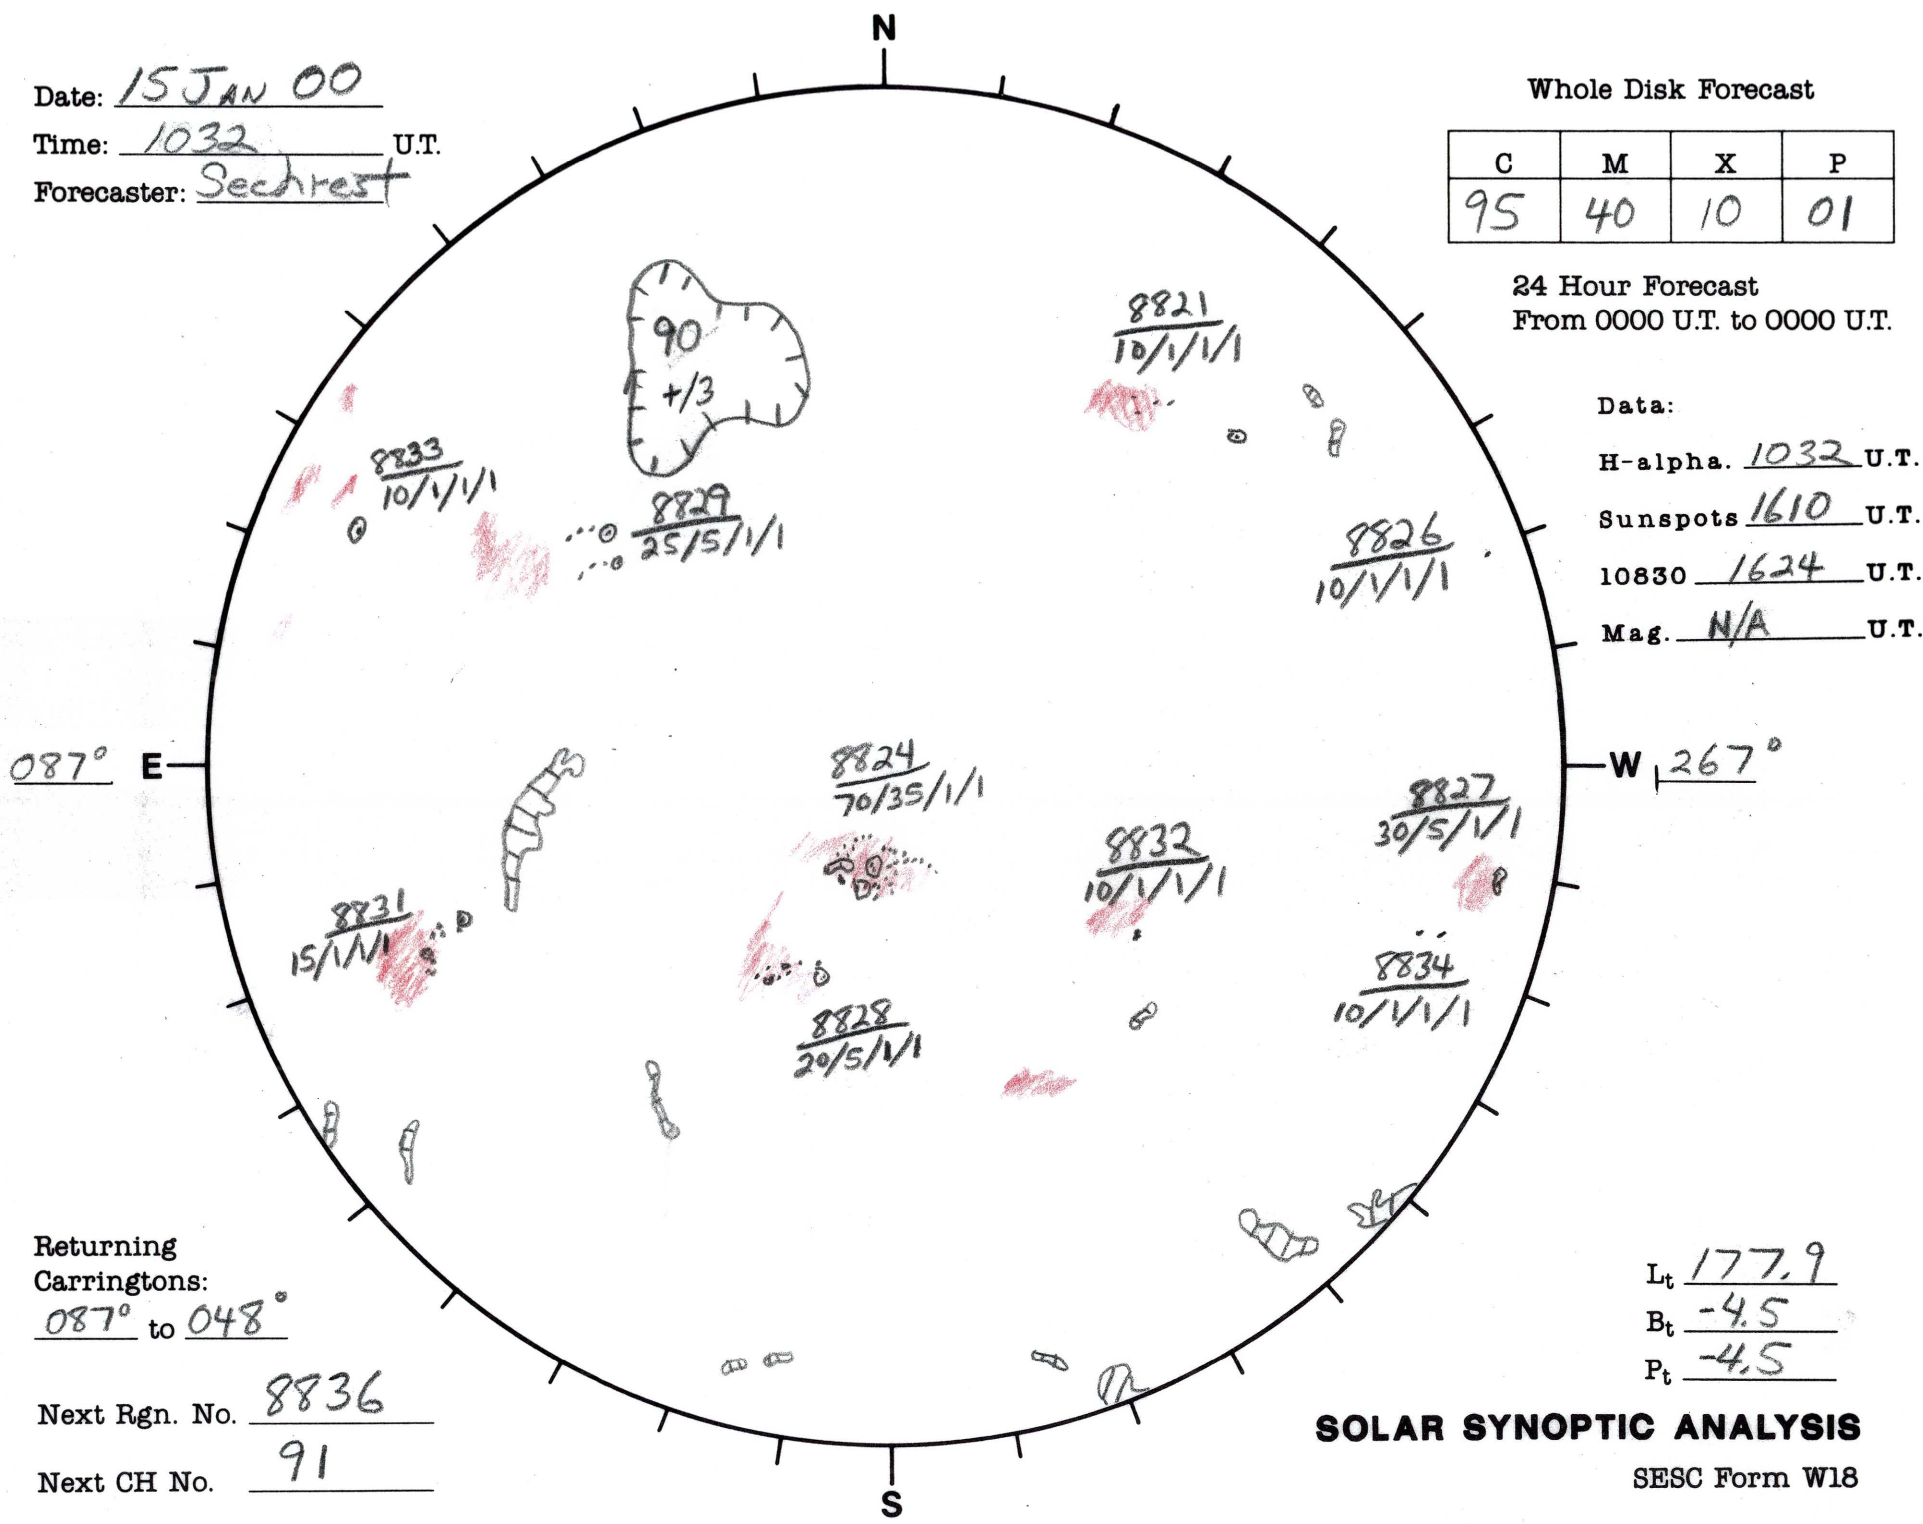 N
Date: 15 JAN 00
Time: 1032 U.T.
Forecaster: Sechrest
Whole Disk Forecast
C M X P
95 40 10 01
24 Hour Forecast
From 0000 U.T. to 0000 U.T.
Data:
H-alpha. 1032 U.T.
Sunspots 1610 U.T.
10830 1624 U.T.
Mag. N/A U.T.
90
+/3
8821
10/1/1/1
8833
10/1/1/1
8829
25/5/1/1
8826
10/1/1/1
087° E
W 267°
8824
70/35/1/1
8827
30/5/1/1
8832
10/1/1/1
8831
15/1/1/1
8834
10/1/1/1
8828
20/5/1/1
Returning
Carringtons:
087° to 048°
Next Rgn. No. 8836
Next CH No. 91
Lt 177.9
Bt -4.5
Pt -4.5
S
SOLAR SYNOPTIC ANALYSIS
SESC Form W18